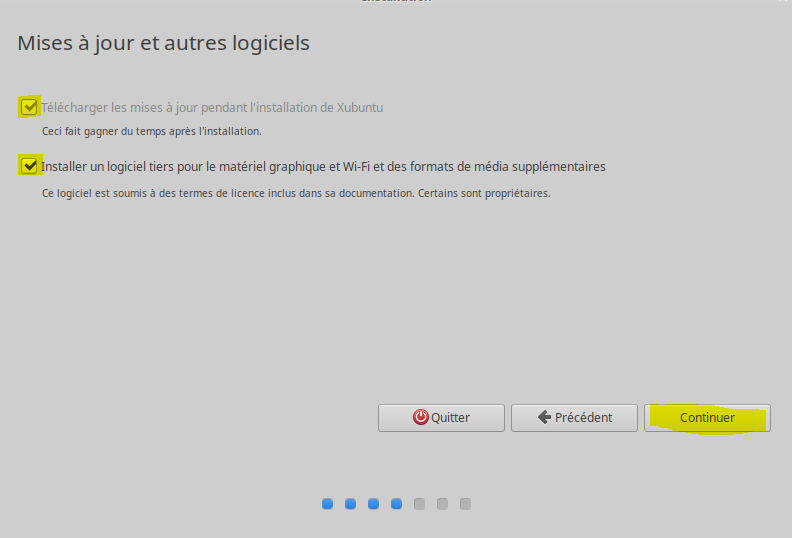 Installation
Mises à jour et autres logiciels
Télécharger les mises à jour pendant l'installation de Xubuntu
Ceci fait gagner du temps après l'installation.
Installer un logiciel tiers pour le matériel graphique et Wi-Fi et des formats de média supplémentaires
Ce logiciel est soumis à des termes de licence inclus dans sa documentation. Certains sont propriétaires.
Quitter
Précédent
Continuer